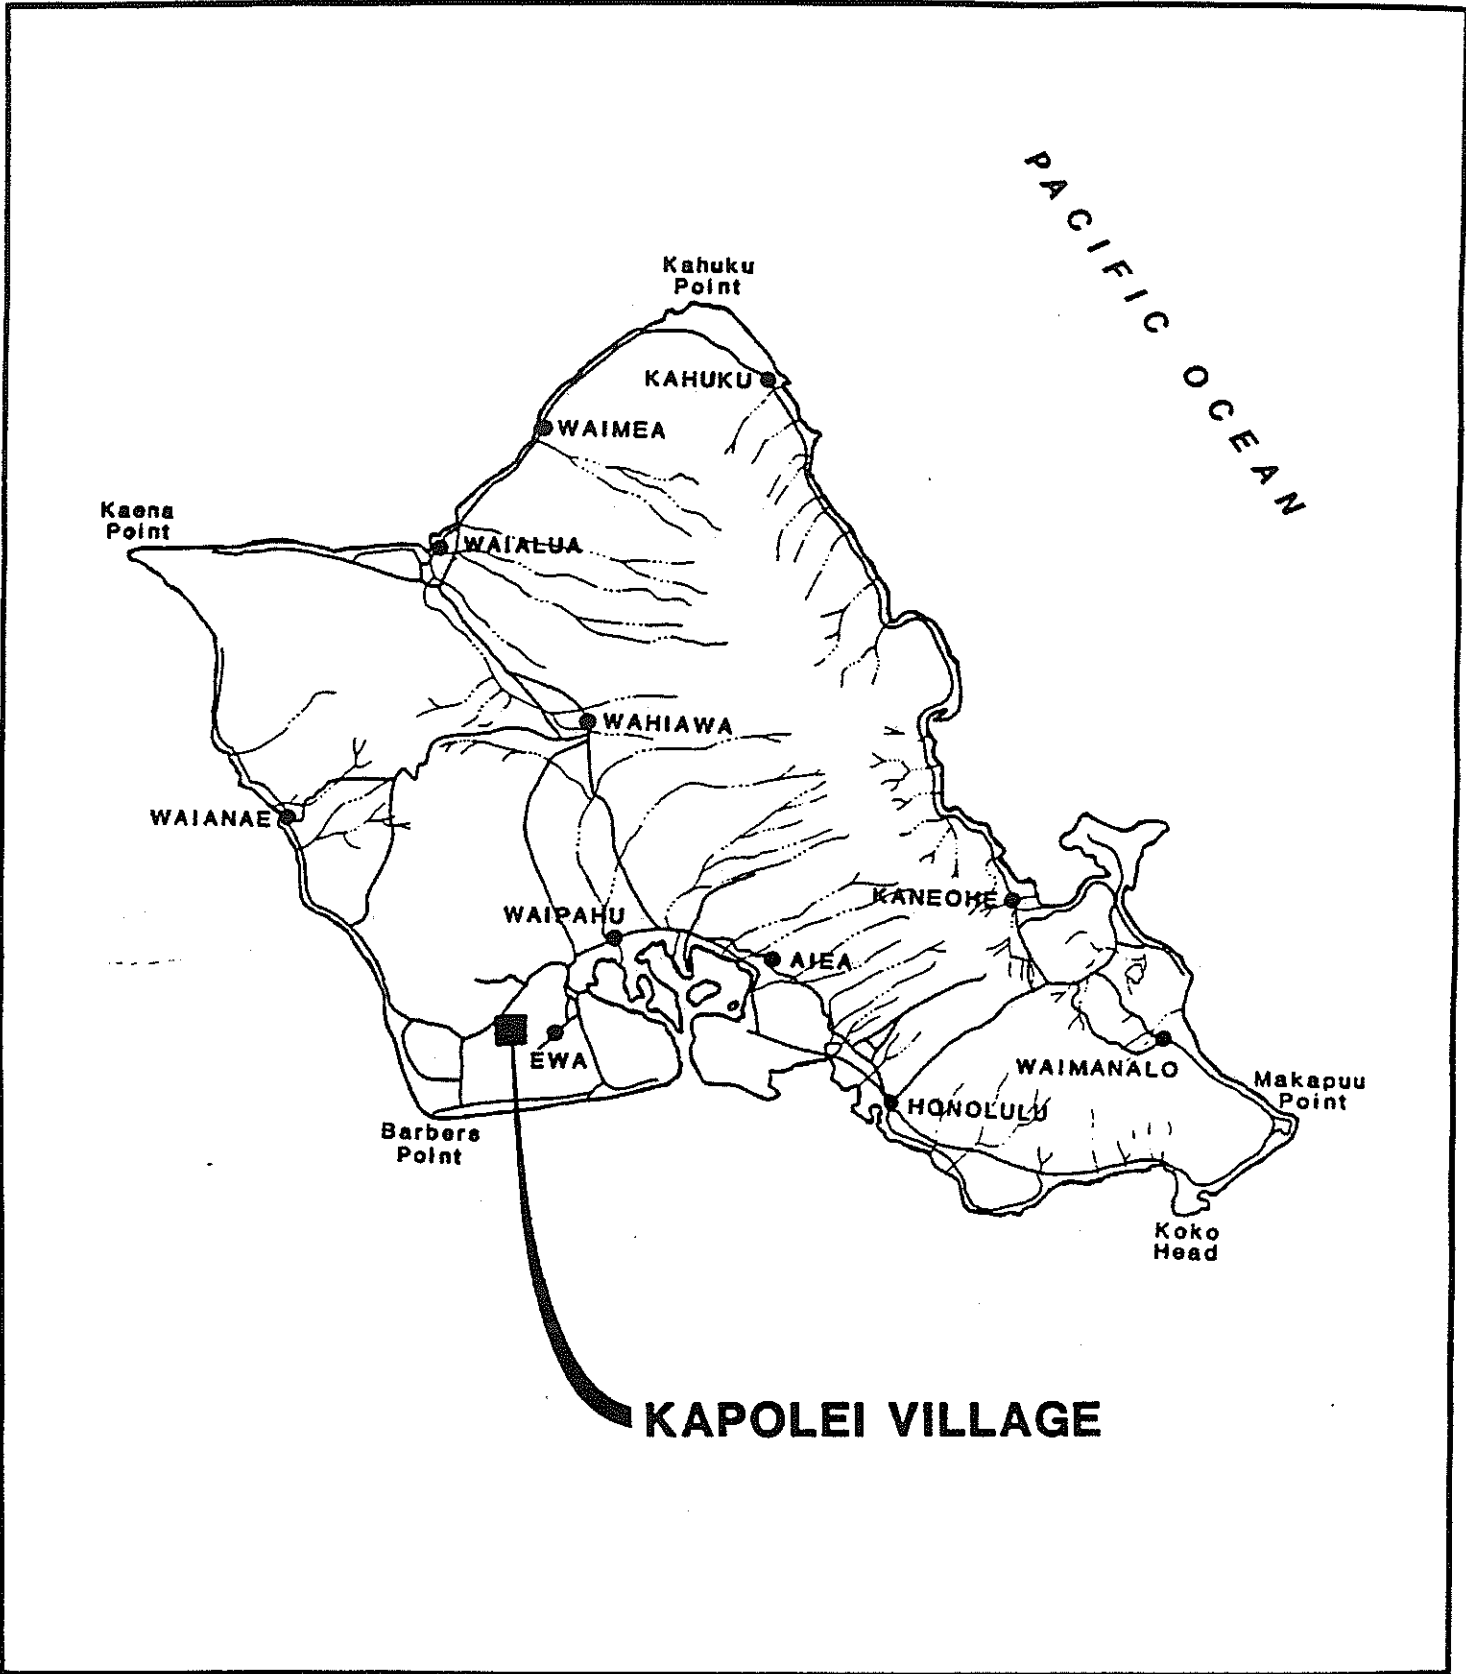 PACIFIC OCEAN
Kahuku
Point
KAHUKU
WAIMEA
Kaena
Point
WAIALUA
WAHIAWA
WAIANAE
KANEOHE
WAIPAHU
AIEA
EWA
WAIMANALO
Makapuu
Point
HONOLULU
Barbers
Point
Koko
Head
KAPOLEI VILLAGE